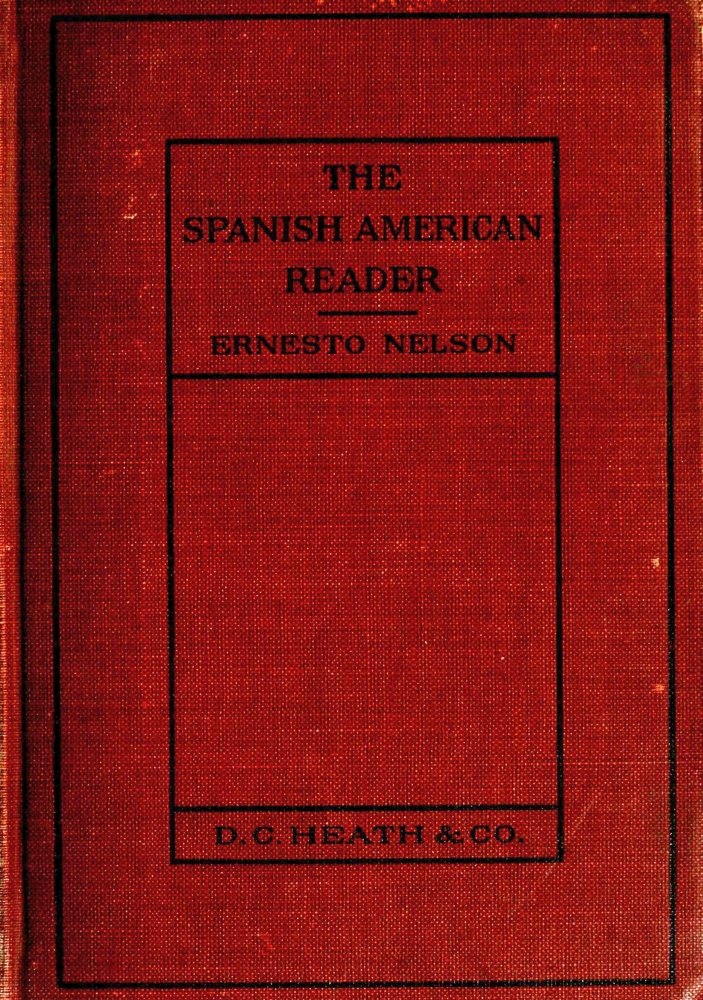 THE
SPANISH AMERICAN
READER
ERNESTO NELSON
D. C. HEATH & CO.